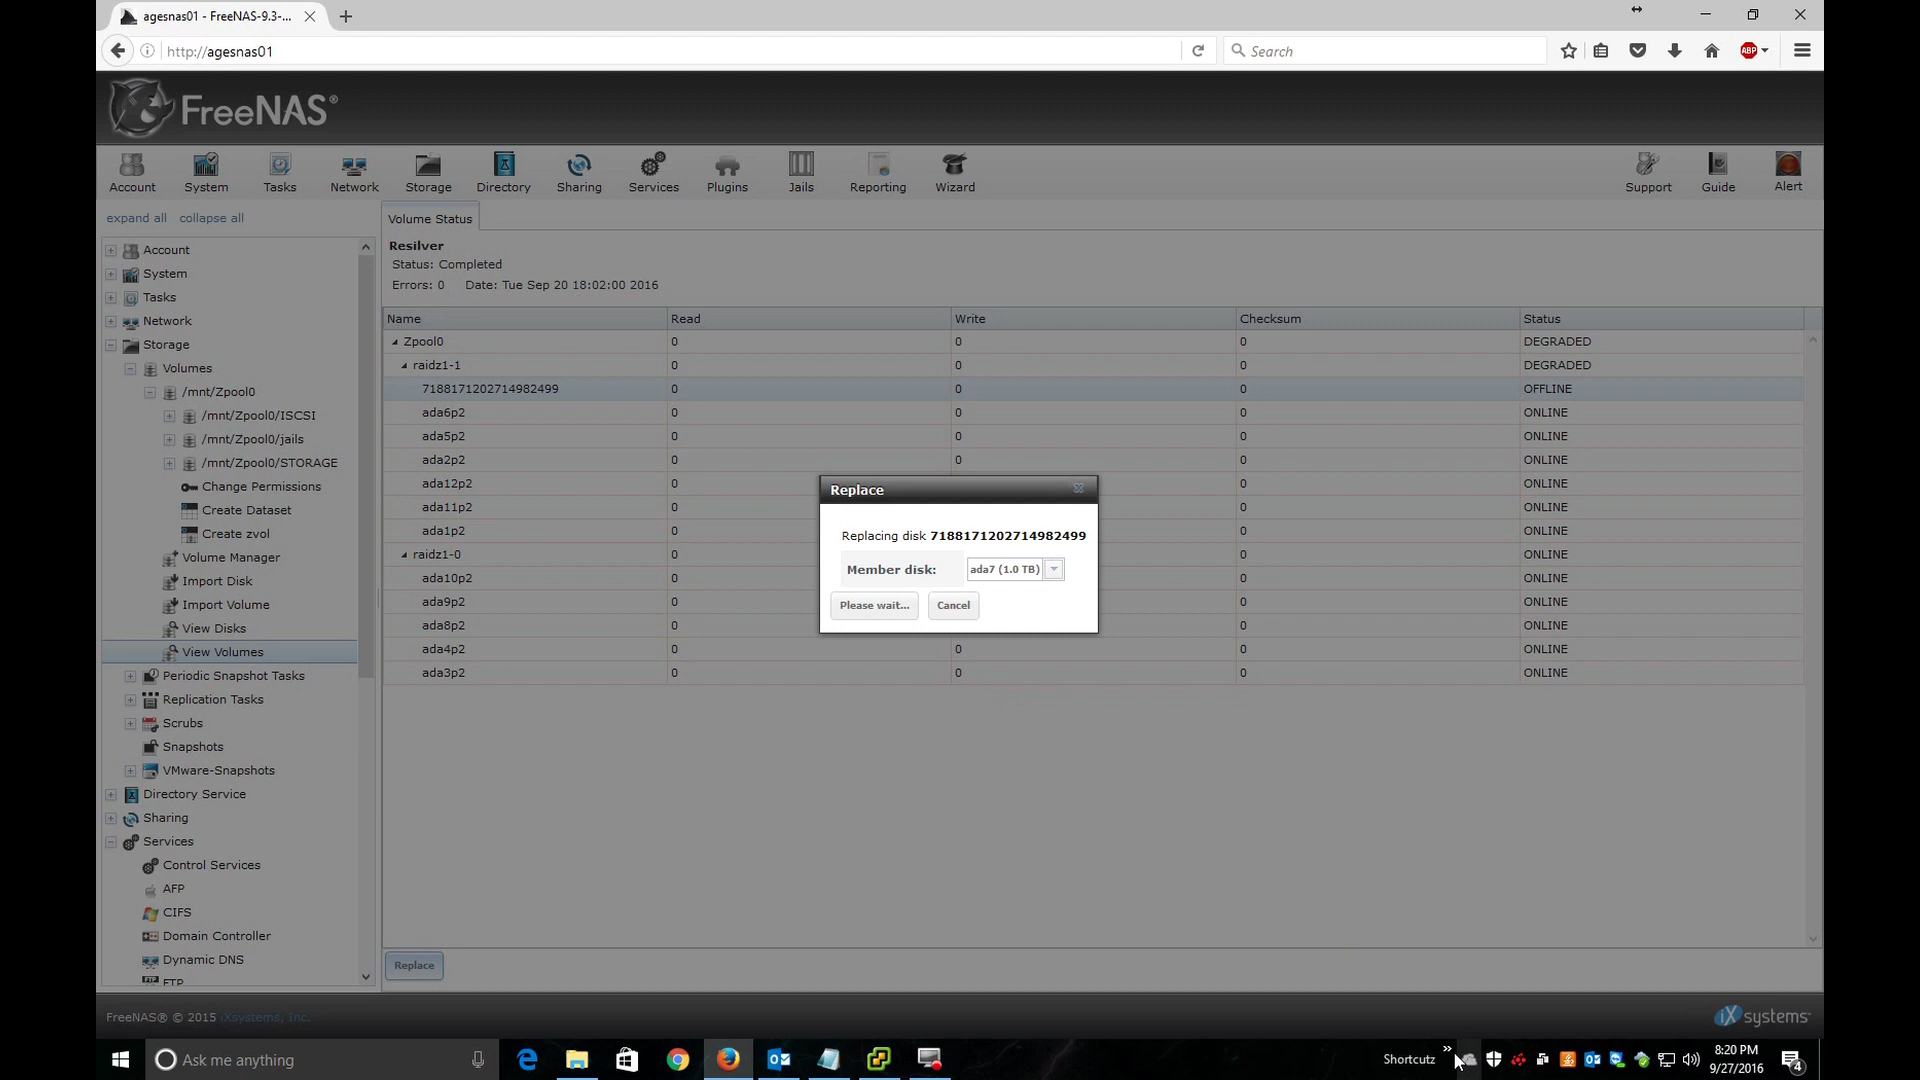 agesnas01 - FreeNAS-9.3-...
http://agesnas01
Search
ABP
FreeNAS®
Account System Tasks Network Storage Directory Sharing Services Plugins Jails Reporting Wizard Support Guide Alert
expand all collapse all
Volume Status
Resilver
Status: Completed
Errors: 0 Date: Tue Sep 20 18:02:00 2016
Account
System
Tasks
Network
Storage
Volumes
/mnt/Zpool0
/mnt/Zpool0/ISCSI
/mnt/Zpool0/jails
/mnt/Zpool0/STORAGE
Change Permissions
Create Dataset
Create zvol
Volume Manager
Import Disk
Import Volume
View Disks
View Volumes
Periodic Snapshot Tasks
Replication Tasks
Scrubs
Snapshots
VMware-Snapshots
Directory Service
Sharing
Services
Control Services
AFP
CIFS
Domain Controller
Dynamic DNS
FTP
Name Read Write Checksum Status
Zpool0 0 0 0 DEGRADED
raidz1-1 0 0 0 DEGRADED
7188171202714982499 0 0 0 OFFLINE
ada6p2 0 0 0 ONLINE
ada5p2 0 0 0 ONLINE
ada2p2 0 0 0 ONLINE
ada12p2 0 0 ONLINE
ada11p2 0 0 ONLINE
ada1p2 0 0 ONLINE
raidz1-0 0 0 ONLINE
ada10p2 0 0 ONLINE
ada9p2 0 0 ONLINE
ada8p2 0 0 ONLINE
ada4p2 0 0 0 ONLINE
ada3p2 0 0 0 ONLINE
Replace
Replacing disk 7188171202714982499
Member disk: ada7 (1.0 TB)
Please wait... Cancel
Replace
FreeNAS® © 2015 iXsystems, Inc.
iXsystems
Ask me anything
Shortcutz
8:20 PM
9/27/2016
4